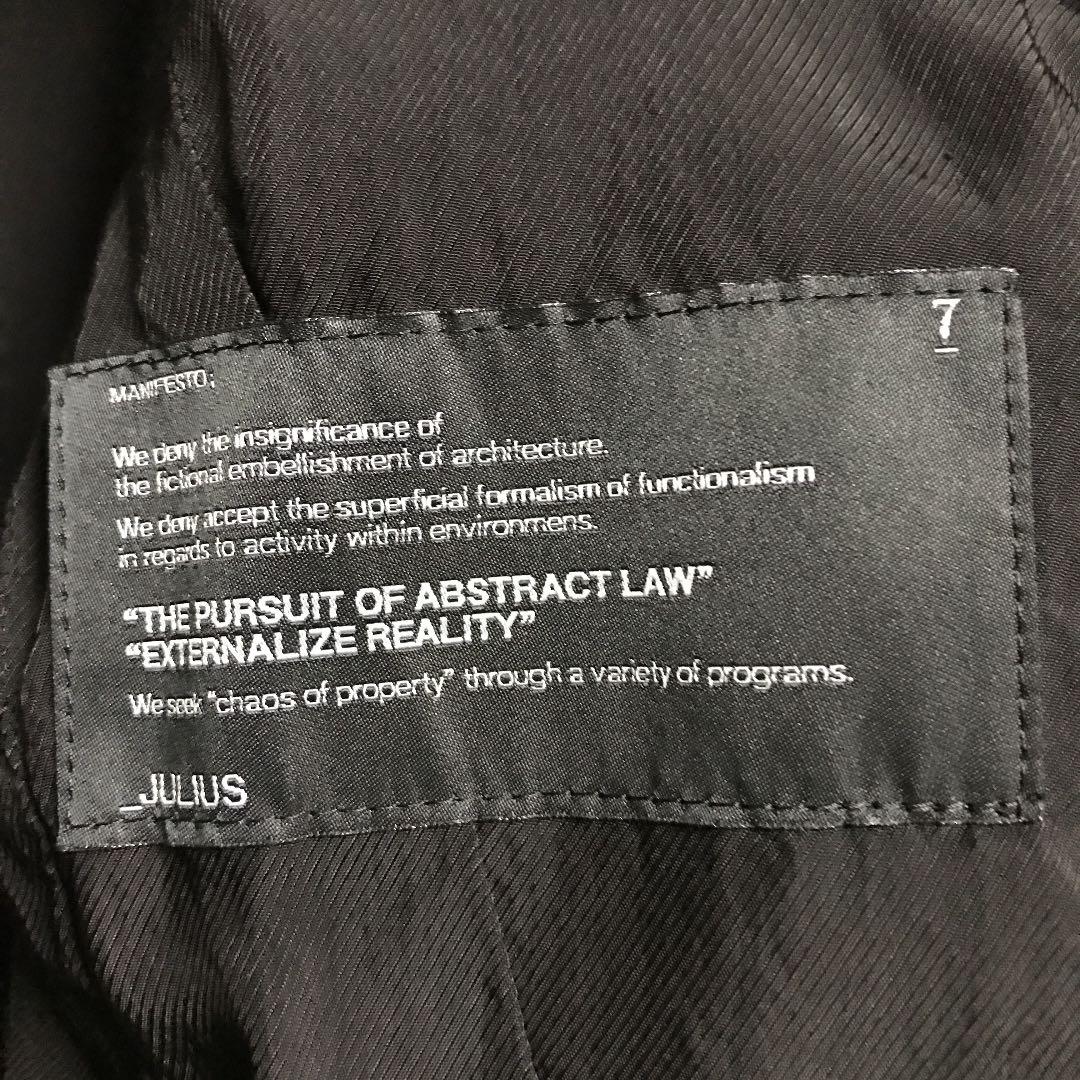 7
MANIFESTO;
We deny the insignificance of
the fictional embellishment of architecture.
We deny accept the superficial formalism of functionalism
in regards to activity within environmens.
“THE PURSUIT OF ABSTRACT LAW”
“EXTERNALIZE REALITY”
We seek “chaos of property” through a variety of programs.
_JULIUS